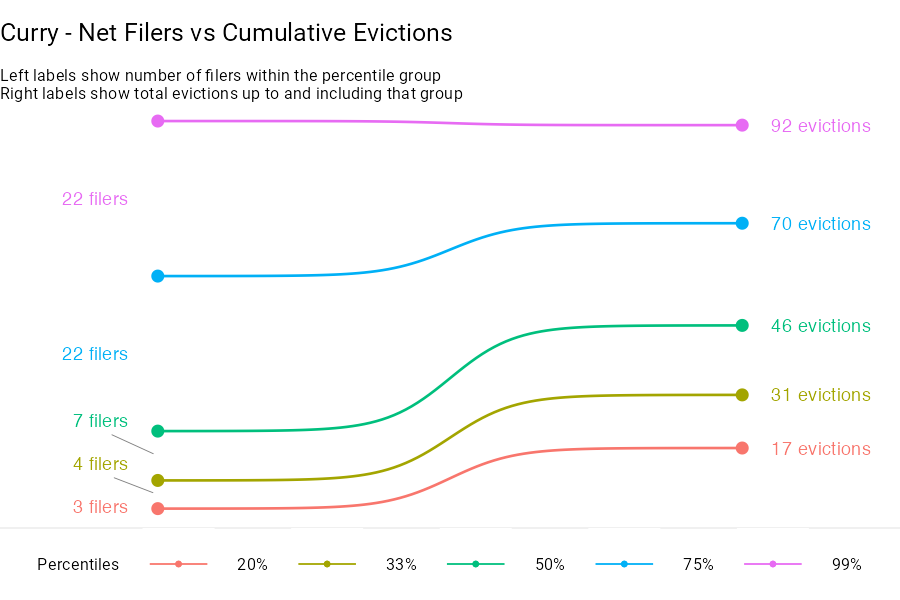 Curry - Net Filers vs Cumulative Evictions
Left labels show number of filers within the percentile group
Right labels show total evictions up to and including that group
92 evictions
22 filers
70 evictions
46 evictions
22 filers
31 evictions
7 filers
17 evictions
4 filers
3 filers
Percentiles 20% 33% 50% 75% 99%